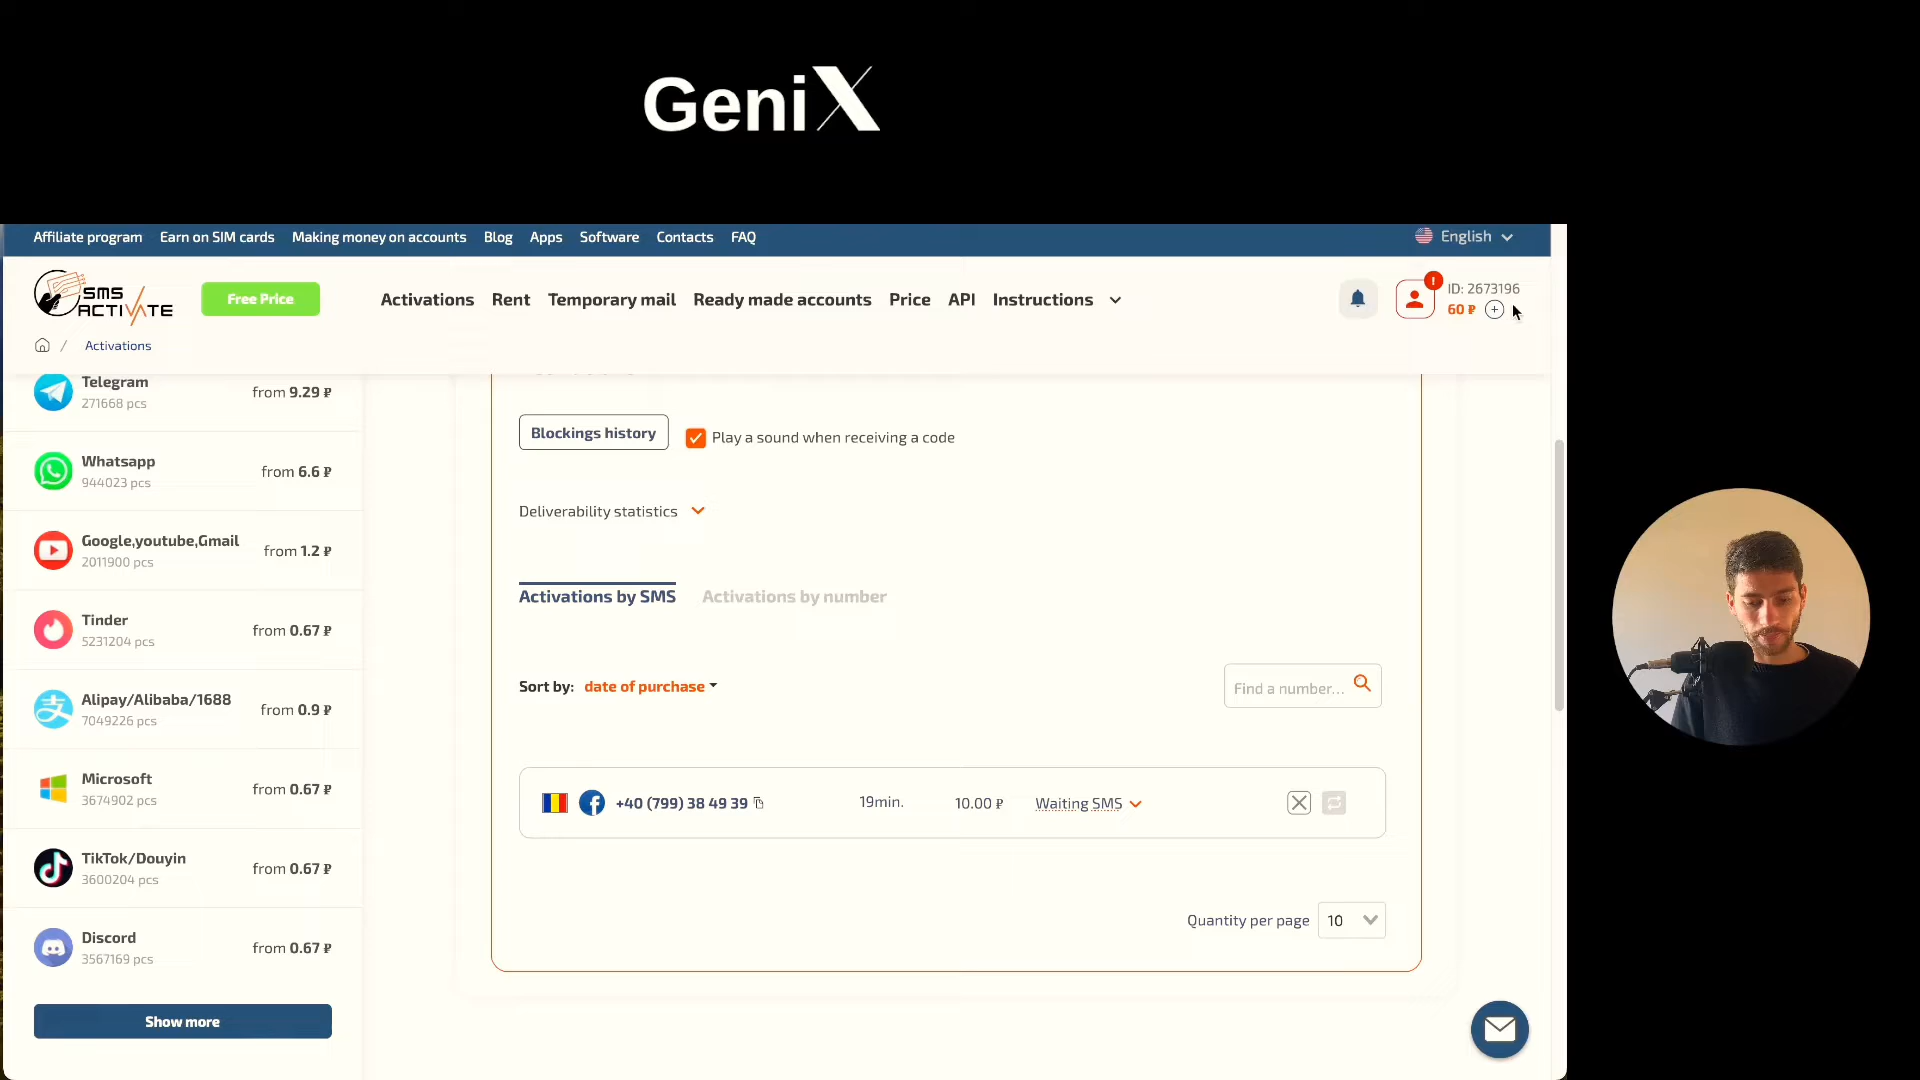 GeniX
Affiliate program Earn on SIM cards Making money on accounts Blog Apps Software Contacts FAQ English
SMS ACTIVATE
Free Price
Activations Rent Temporary mail Ready made accounts Price API Instructions
! ID: 2673196
60 ₽ +
/ Activations
Telegram
271668 pcs
from 9.29 ₽
Whatsapp
944023 pcs
from 6.6 ₽
Google,youtube,Gmail
2011900 pcs
from 1.2 ₽
Tinder
5231204 pcs
from 0.67 ₽
Alipay/Alibaba/1688
7049226 pcs
from 0.9 ₽
Microsoft
3674902 pcs
from 0.67 ₽
TikTok/Douyin
3600204 pcs
from 0.67 ₽
Discord
3567169 pcs
from 0.67 ₽
Show more
Blockings history Play a sound when receiving a code
Deliverability statistics
Activations by SMS Activations by number
Sort by: date of purchase Find a number...
+40 (799) 38 49 39 19min. 10.00 ₽ Waiting SMS
Quantity per page 10